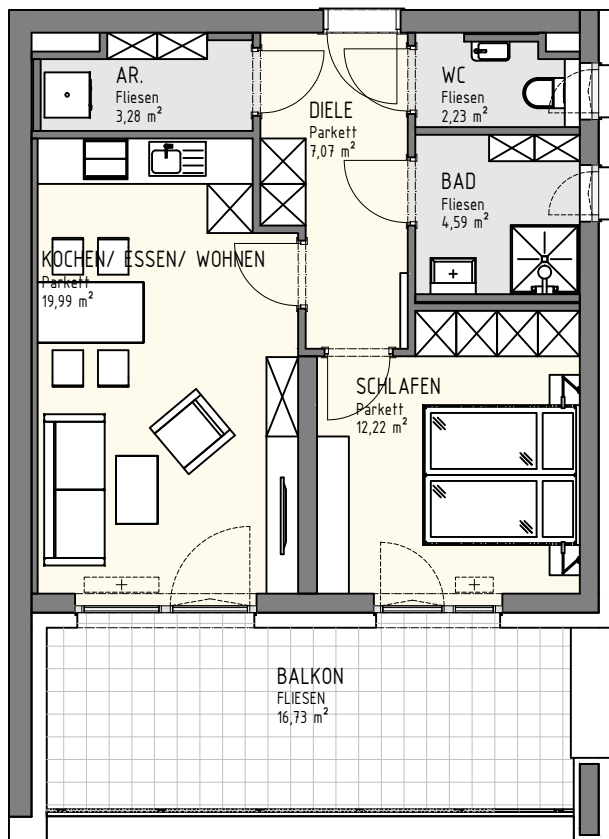 AR.
Fliesen
3,28 m²
DIELE
Parkett
7,07 m²
WC
Fliesen
2,23 m²
BAD
Fliesen
4,59 m²
KOCHEN/ ESSEN/ WOHNEN
Parkett
19,99 m²
SCHLAFEN
Parkett
12,22 m²
BALKON
FLIESEN
16,73 m²